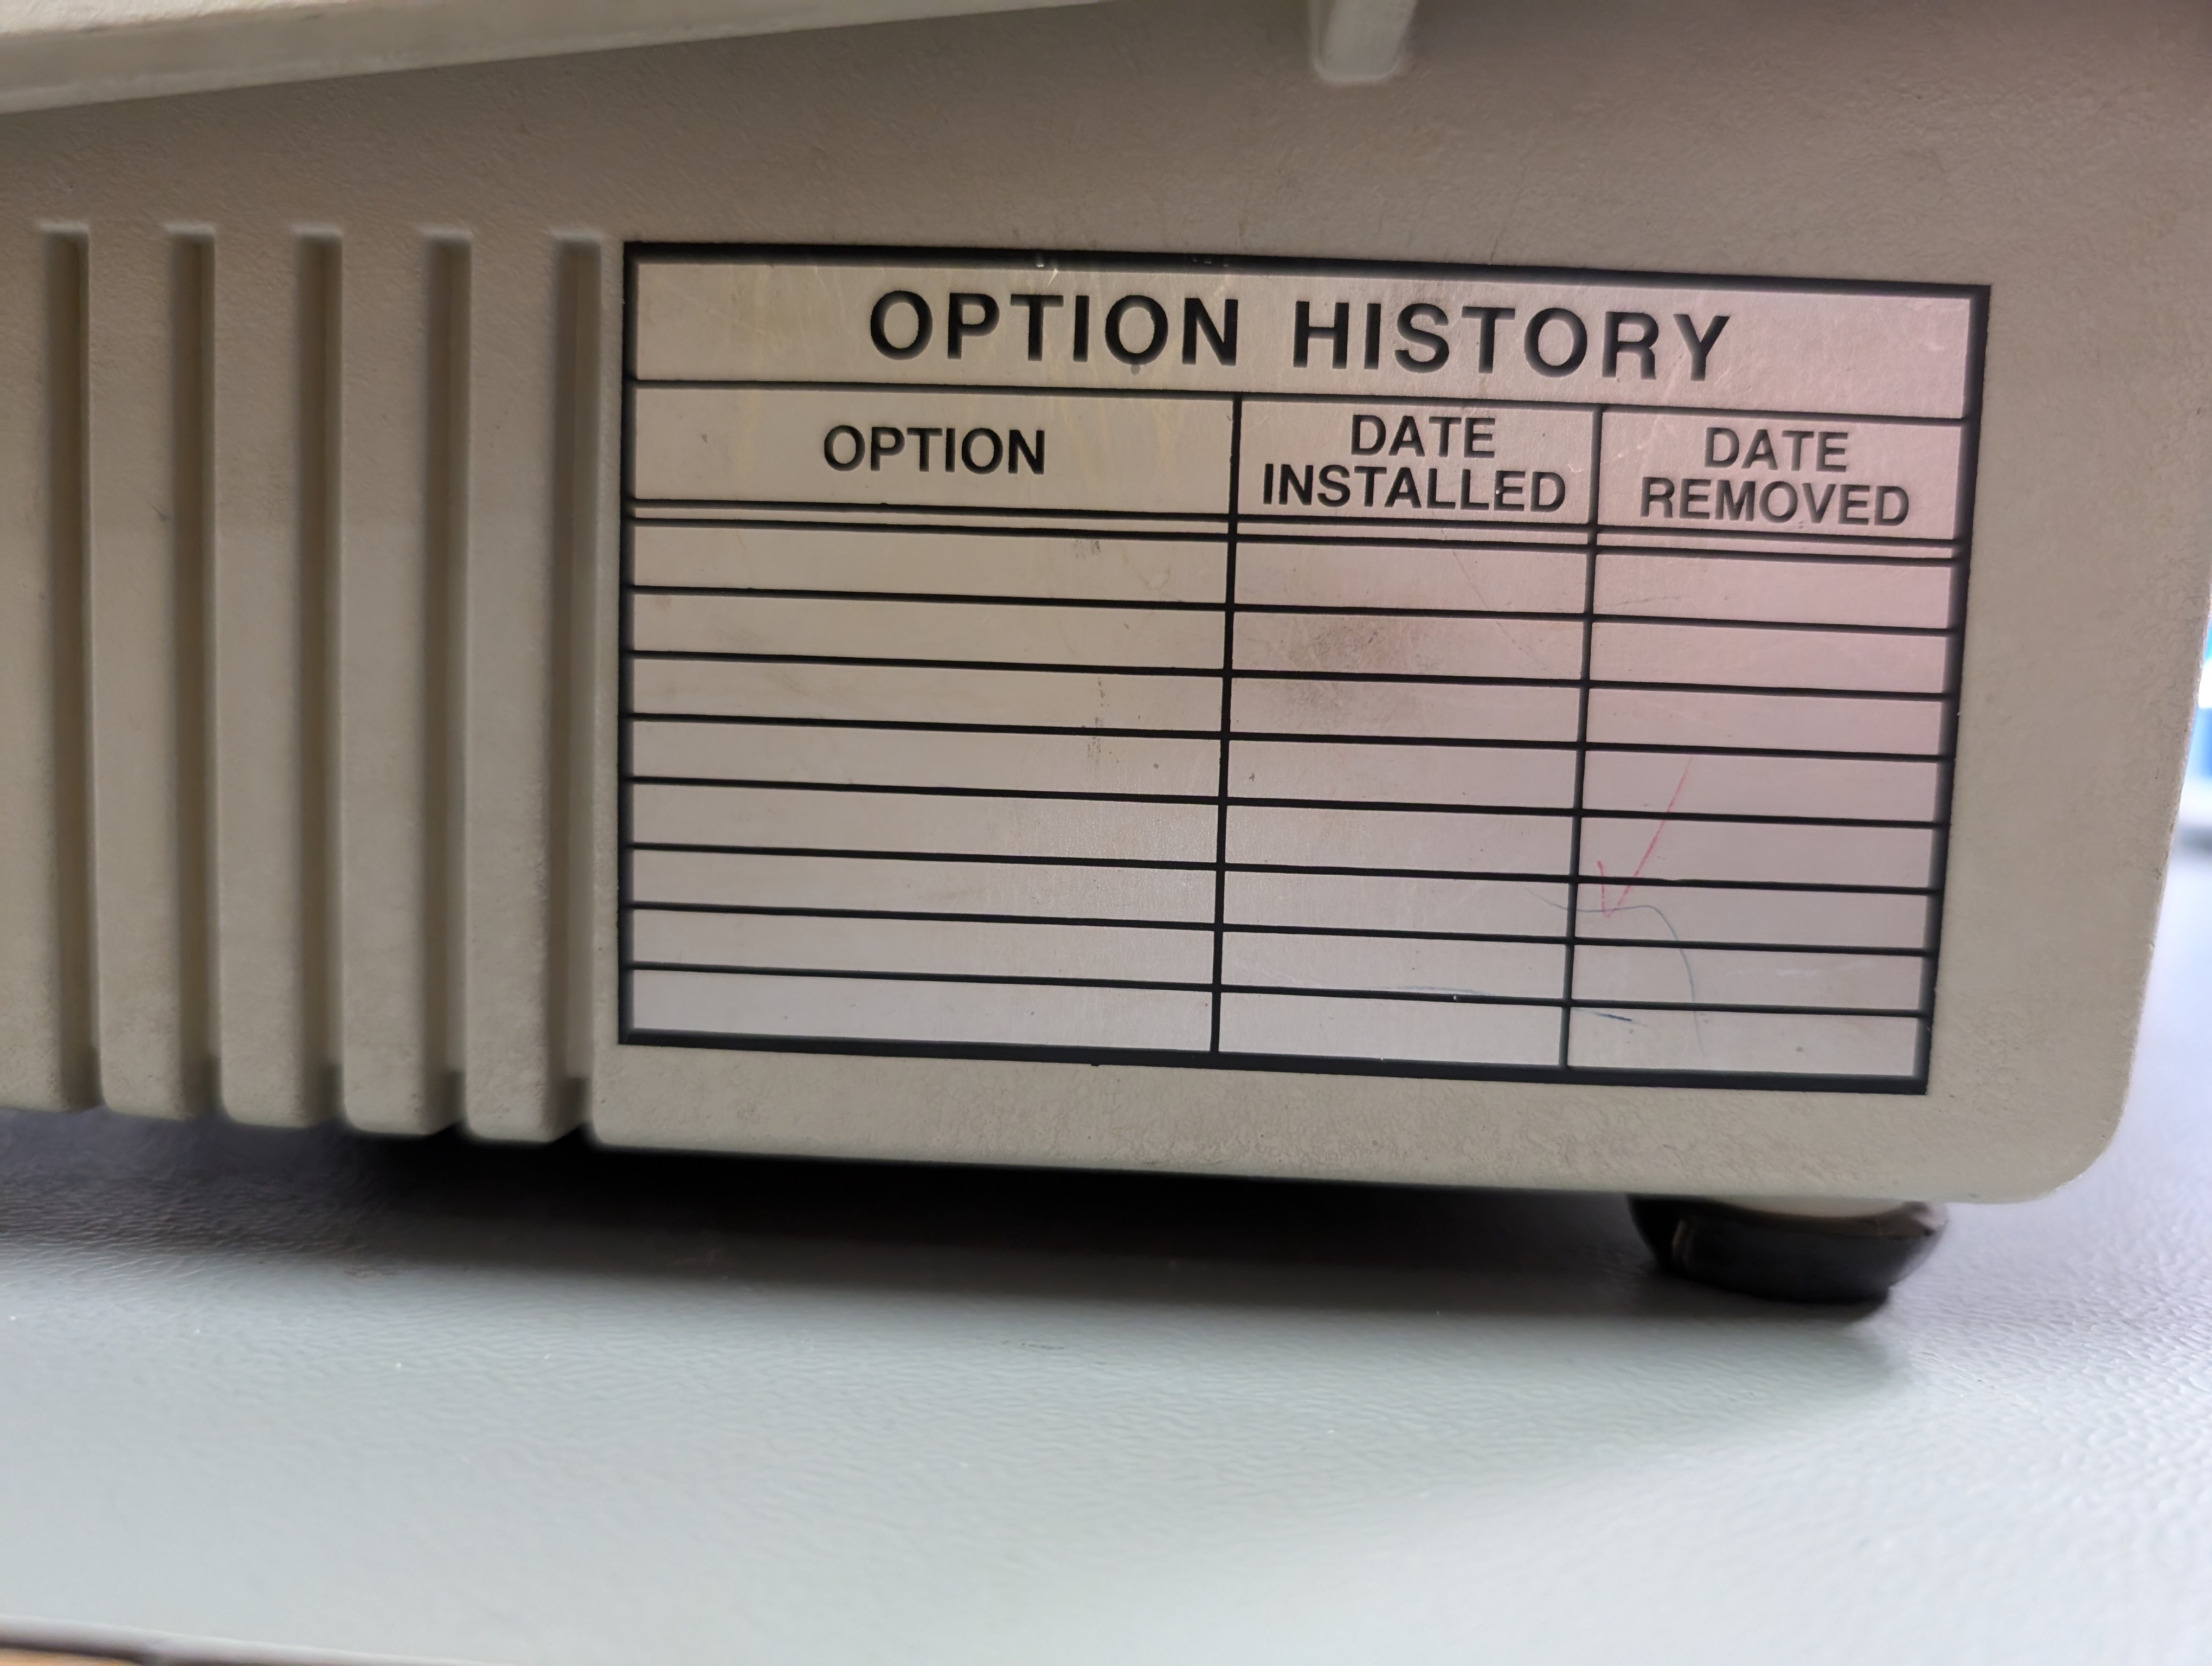 OPTION HISTORY
OPTION
DATE
INSTALLED
DATE
REMOVED